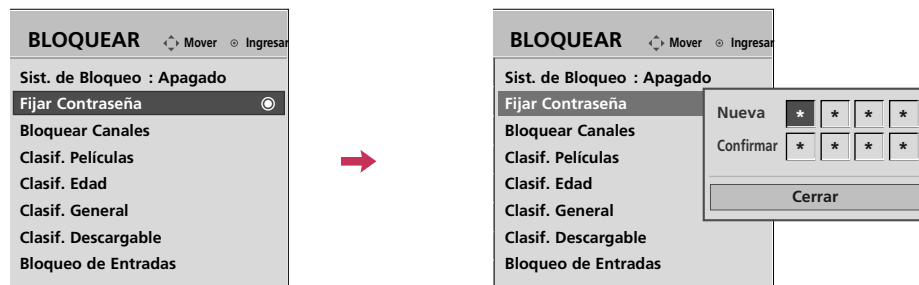 BLOQUEAR Mover Ingresar
Sist. de Bloqueo : Apagado
Fijar Contraseña
Bloquear Canales
Clasif. Películas
Clasif. Edad
Clasif. General
Clasif. Descargable
Bloqueo de Entradas
BLOQUEAR Mover Ingresar
Sist. de Bloqueo : Apagado
Fijar Contraseña
Bloquear Canales
Clasif. Películas
Clasif. Edad
Clasif. General
Clasif. Descargable
Bloqueo de Entradas
Nueva * * * *
Confirmar * * * *
Cerrar